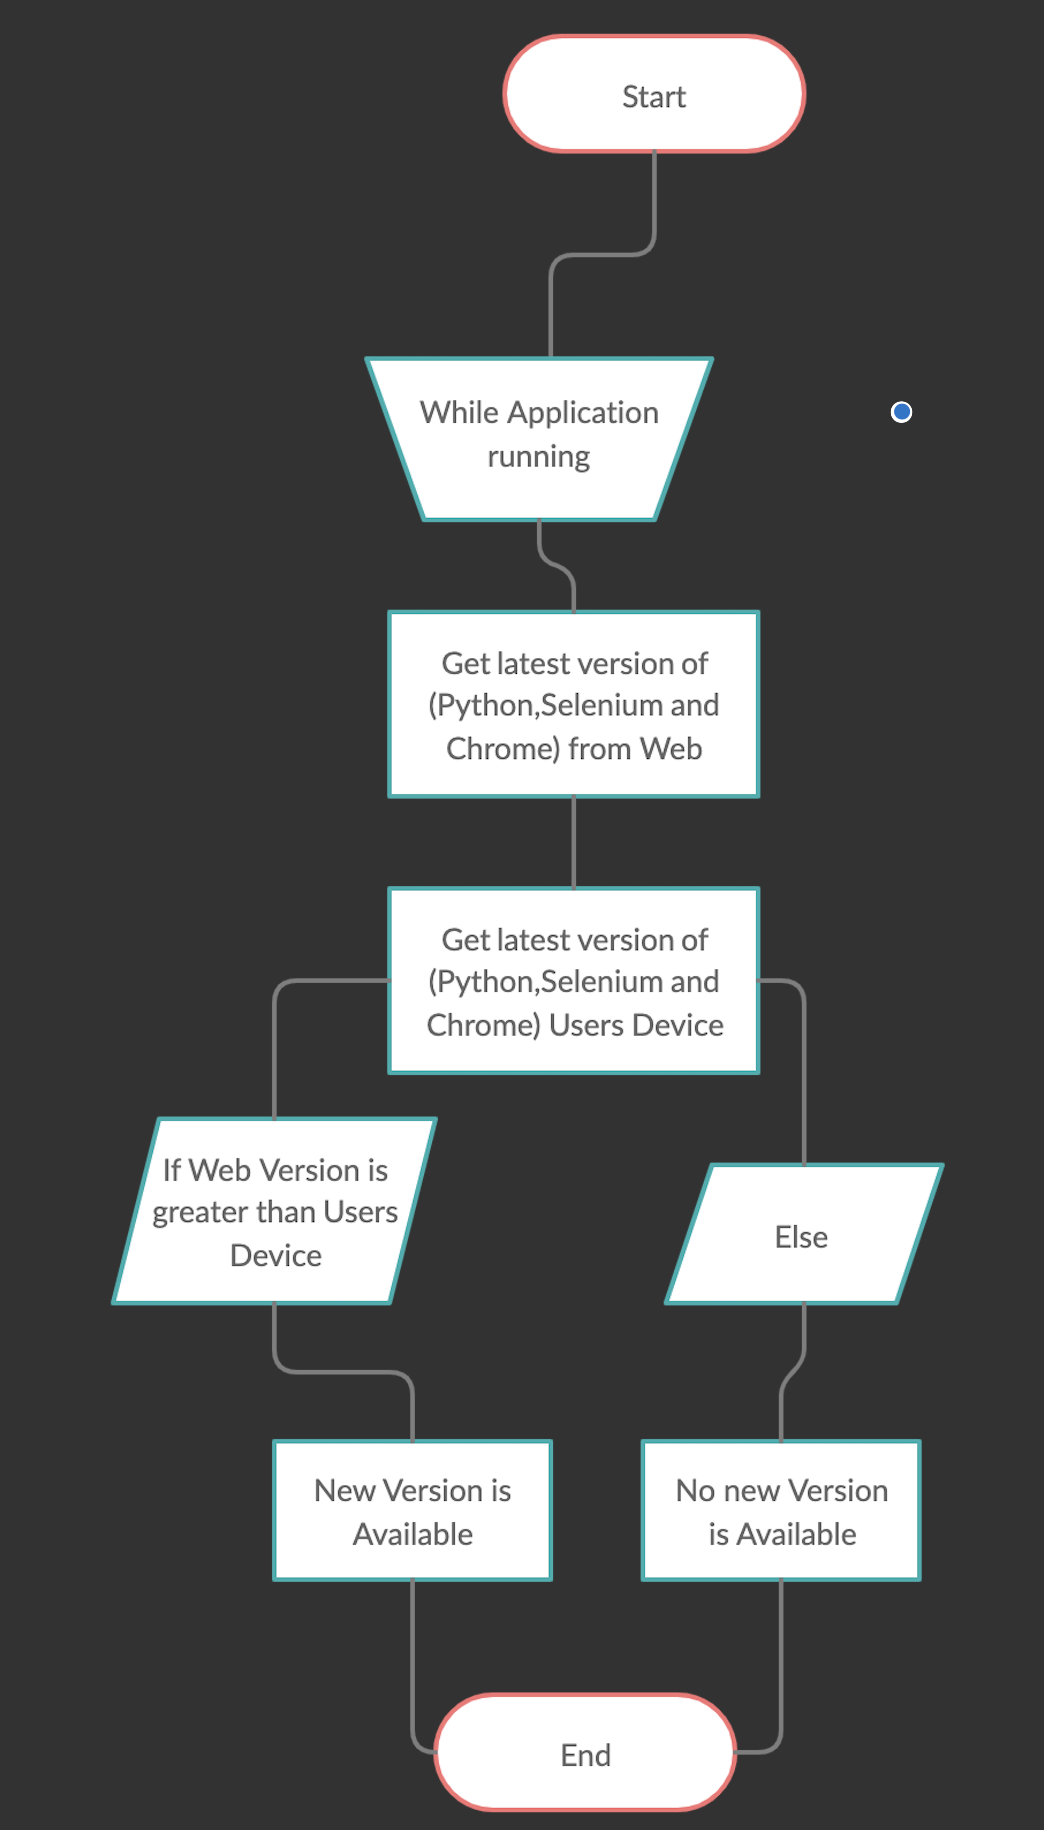 Start
While Application
running
Get latest version of
(Python,Selenium and
Chrome) from Web
Get latest version of
(Python,Selenium and
Chrome) Users Device
If Web Version is
greater than Users
Device
Else
New Version is
Available
No new Version
is Available
End